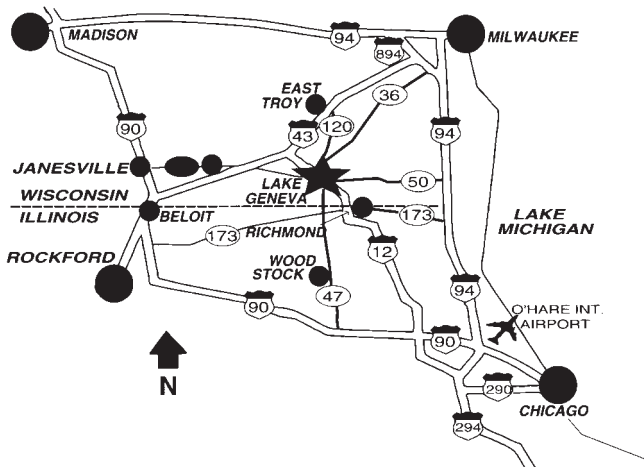 MADISON
94
MILWAUKEE
894
EAST
TROY
36
90
43
120
94
JANESVILLE
50
WISCONSIN
LAKE
GENEVA
ILLINOIS
BELOIT
173
LAKE
MICHIGAN
173
RICHMOND
12
ROCKFORD
WOOD
STOCK
47
94
90
O'HARE INT.
AIRPORT
90
N
290
CHICAGO
294